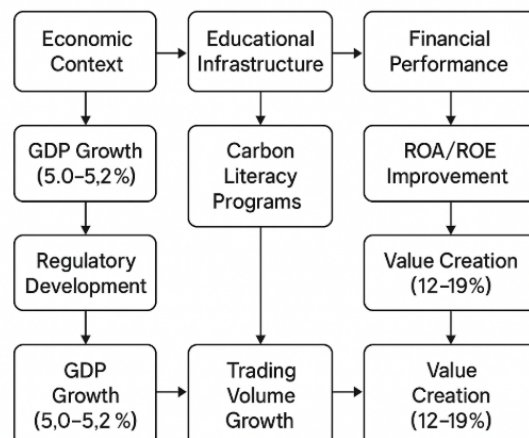 Economic
Context
Educational
Infrastructure
Financial
Performance
GDP Growth
(5.0–5,2%)
Carbon
Literacy
Programs
ROA/ROE
Improvement
Regulatory
Development
Value Creation
(12–19%)
GDP
Growth
(5,0–5,2%)
Trading
Volume
Growth
Value
Creation
(12–19%)